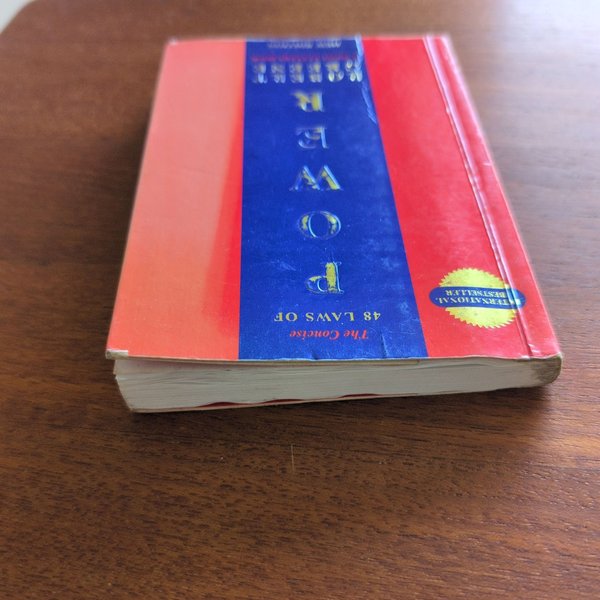 The Concise
48 LAWS OF
POWER
ROBERT
GREENE
INTERNATIONAL
BESTSELLER